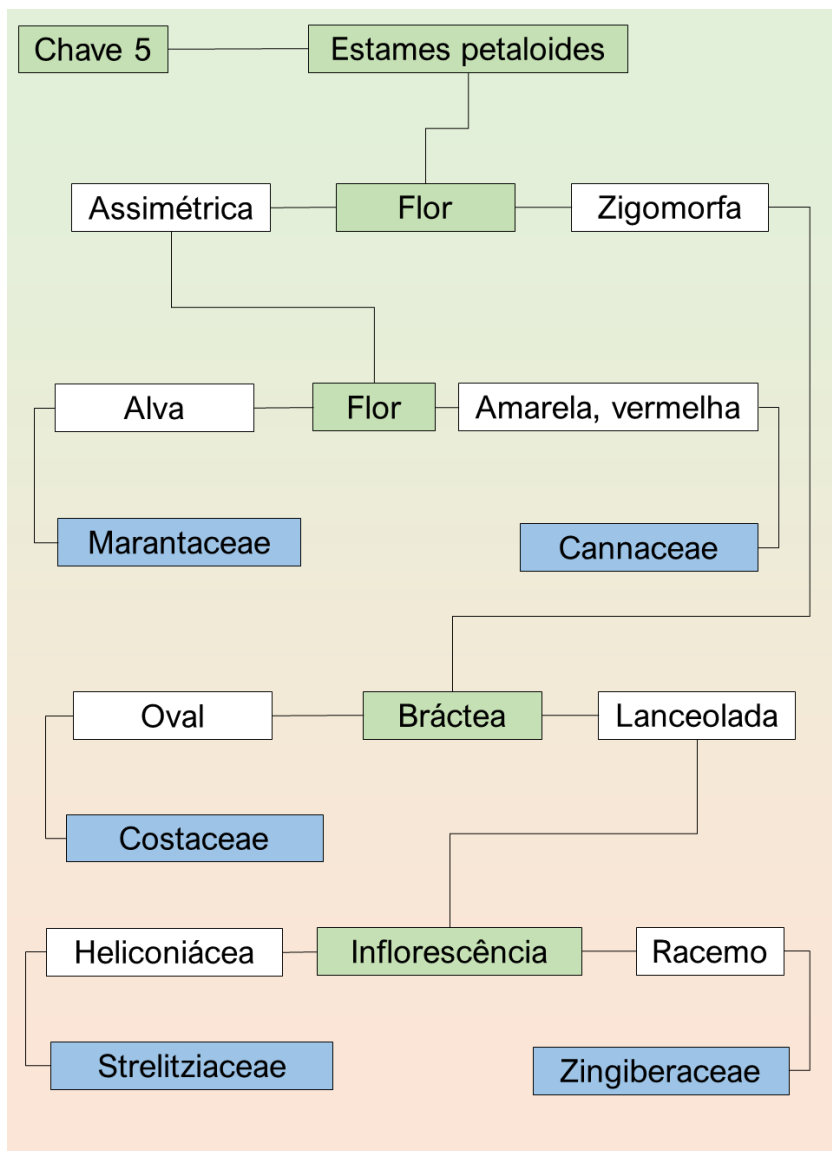 Chave 5
Estames petaloides
Assimétrica
Flor
Zigomorfa
Alva
Flor
Amarela, vermelha
Marantaceae
Cannaceae
Oval
Bráctea
Lanceolada
Costaceae
Heliconiácea
Inflorescência
Racemo
Strelitziaceae
Zingiberaceae